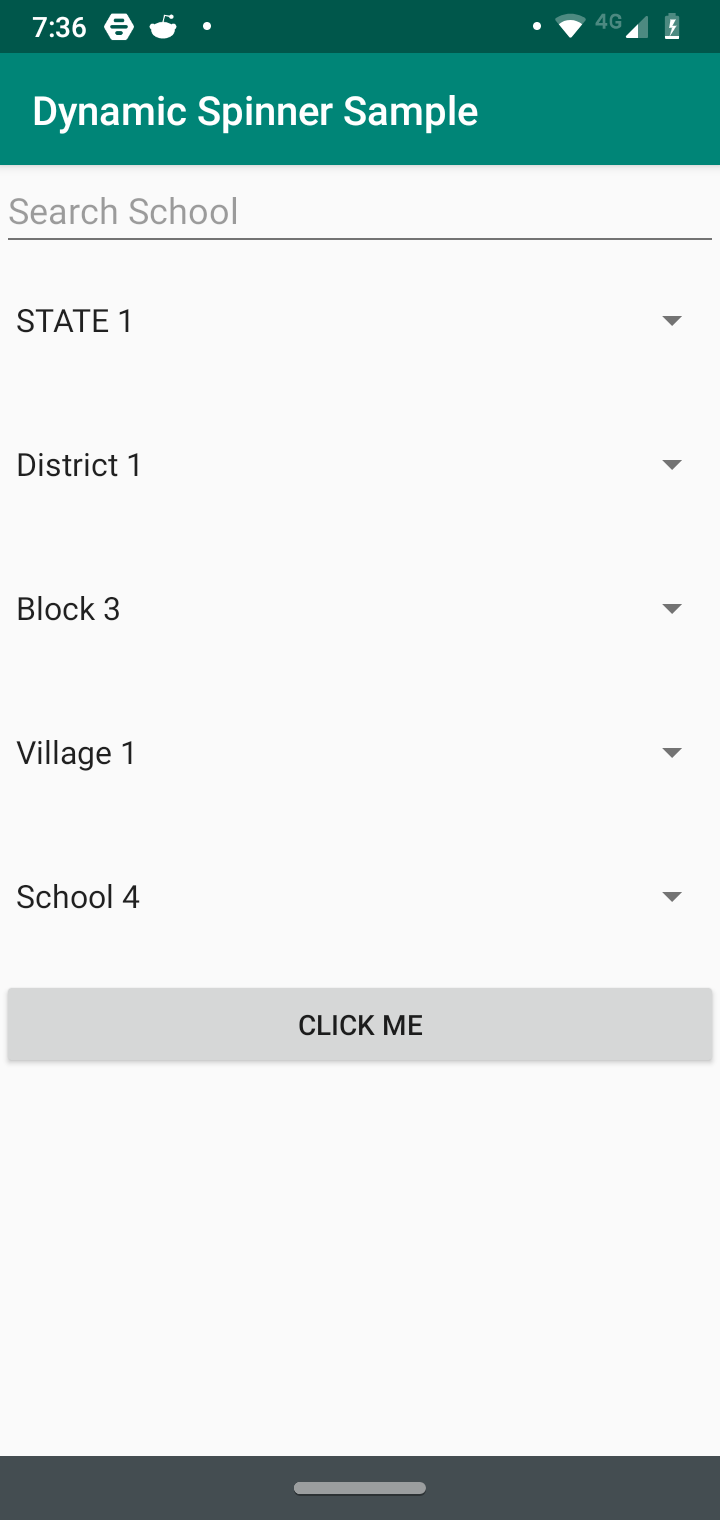 7:36
4G
Dynamic Spinner Sample
Search School
STATE 1
District 1
Block 3
Village 1
School 4
CLICK ME